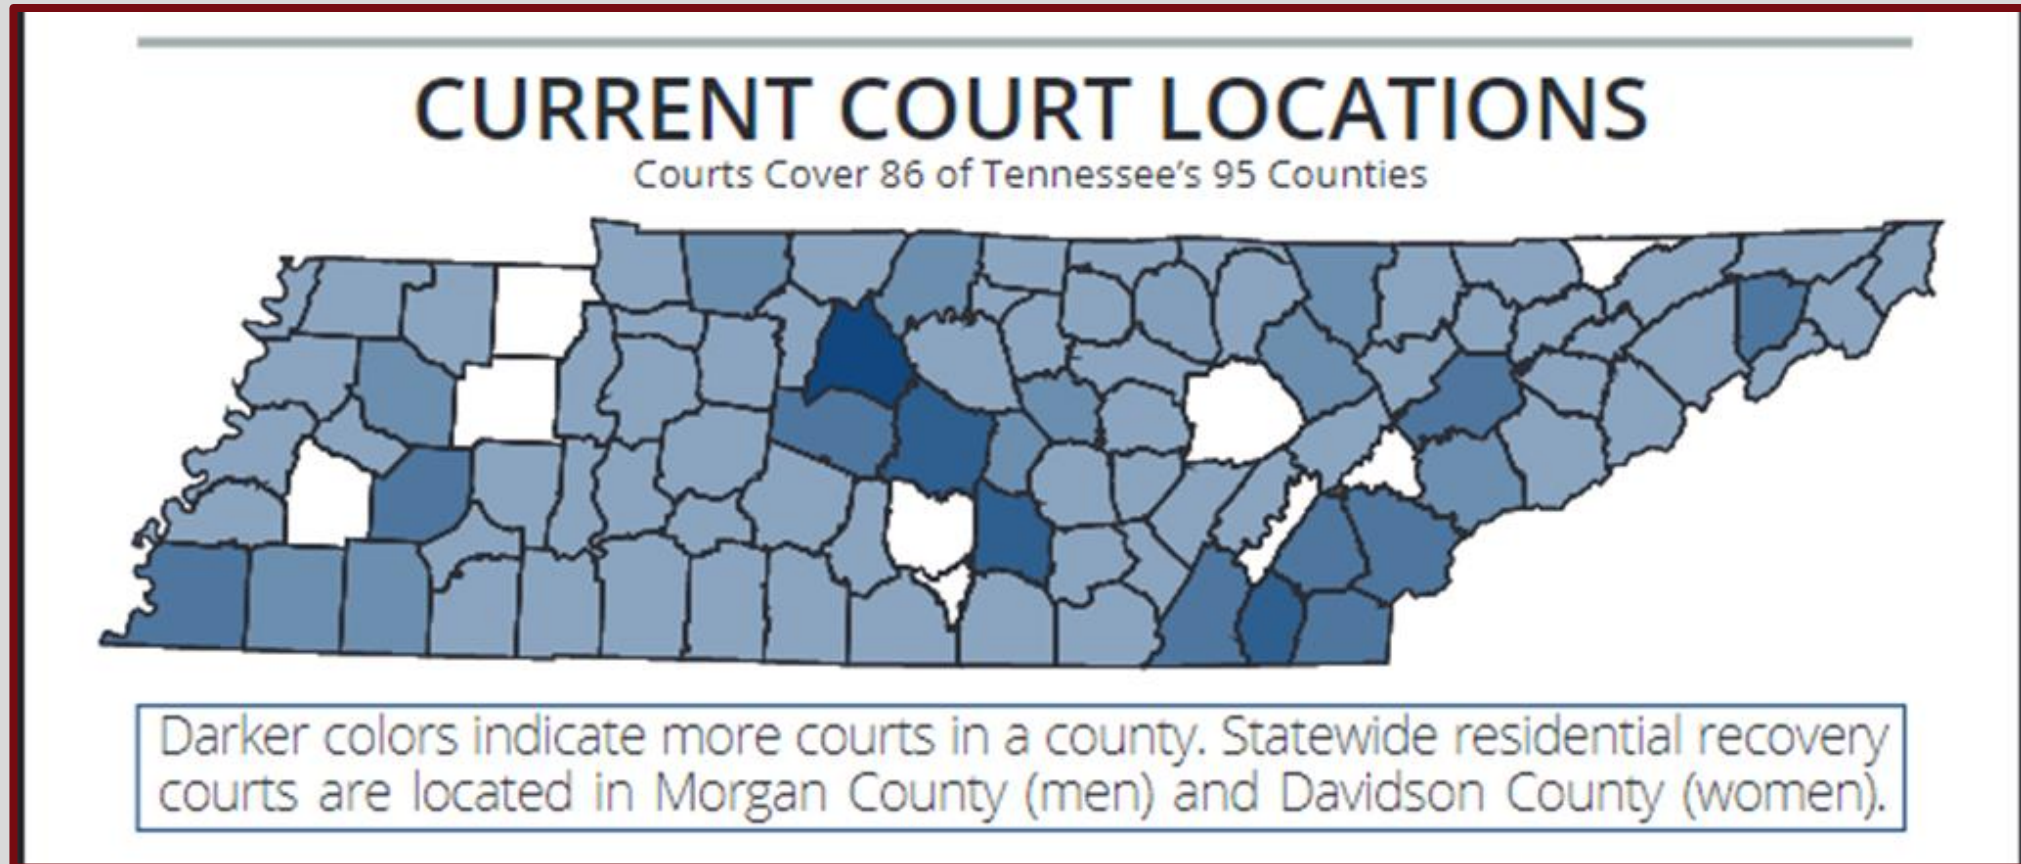 CURRENT COURT LOCATIONS
Courts Cover 86 of Tennessee's 95 Counties
Darker colors indicate more courts in a county. Statewide residential recovery
courts are located in Morgan County (men) and Davidson County (women).